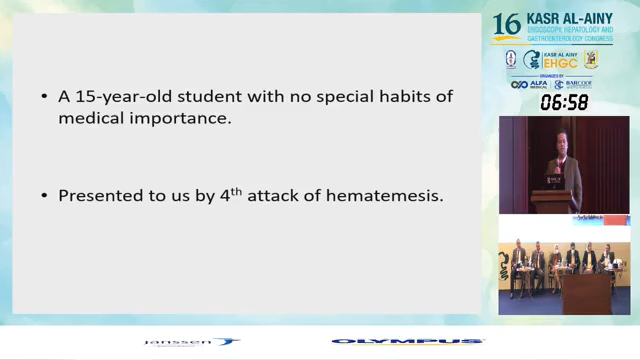 • A 15-year-old student with no special habits of
medical importance.
• Presented to us by 4th attack of hematemesis.
16
KASR AL-AINY
ENDOSCOPY, HEPATOLOGY AND
GASTROENTEROLOGY CONGRESS
KASR AL-AINY
EHGC
ORGANIZED BY
ALFA
MEDICAL
BARCODE
06:58
janssen
OLYMPUS